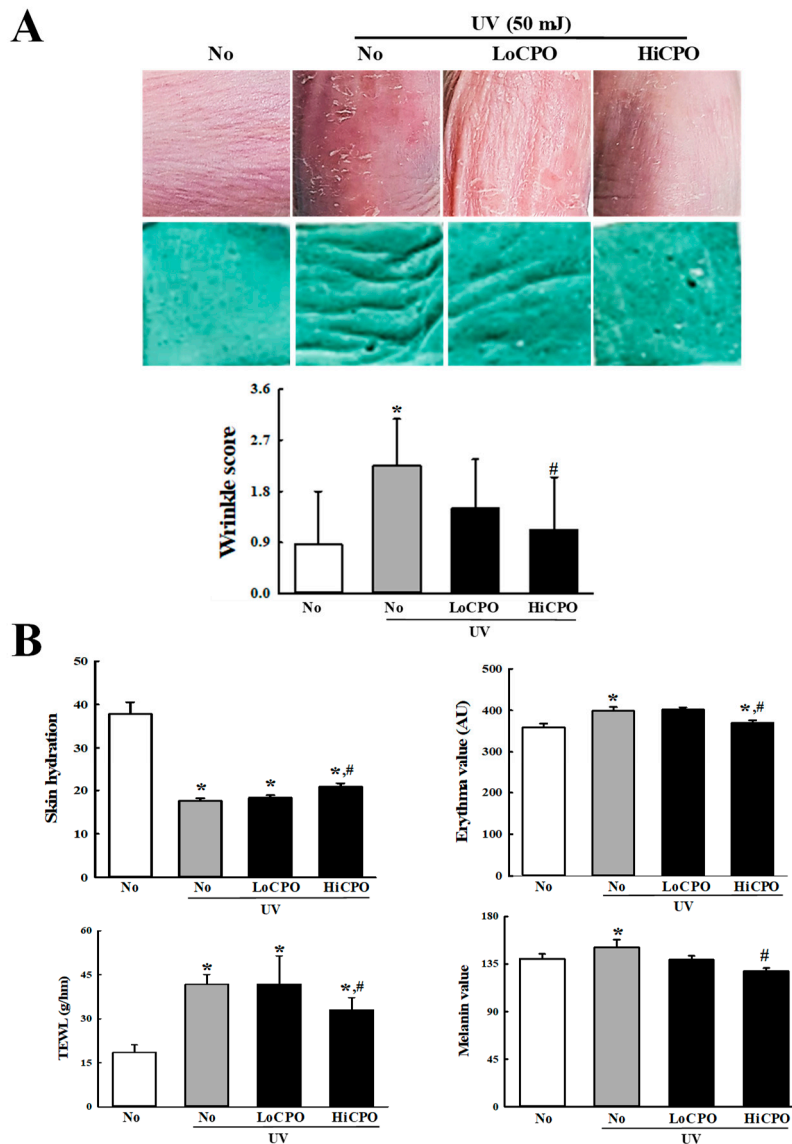 A
UV (50 mJ)
No No LoCPO HiCPO
Wrinkle score
3.6
2.7
1.8
0.9
0.0
*
#
No No LoCPO HiCPO
UV
B
Skin hydration
50
40
30
20
10
0
* * *,#
No No LoCPO HiCPO
UV
Erythma value (AU)
500
400
300
200
100
0
* *,#
No No LoCPO HiCPO
UV
TEWL (g/hm)
60
45
30
15
0
* * *,#
No No LoCPO HiCPO
UV
Melanin value
180
135
90
45
0
* #
No No LoCPO HiCPO
UV